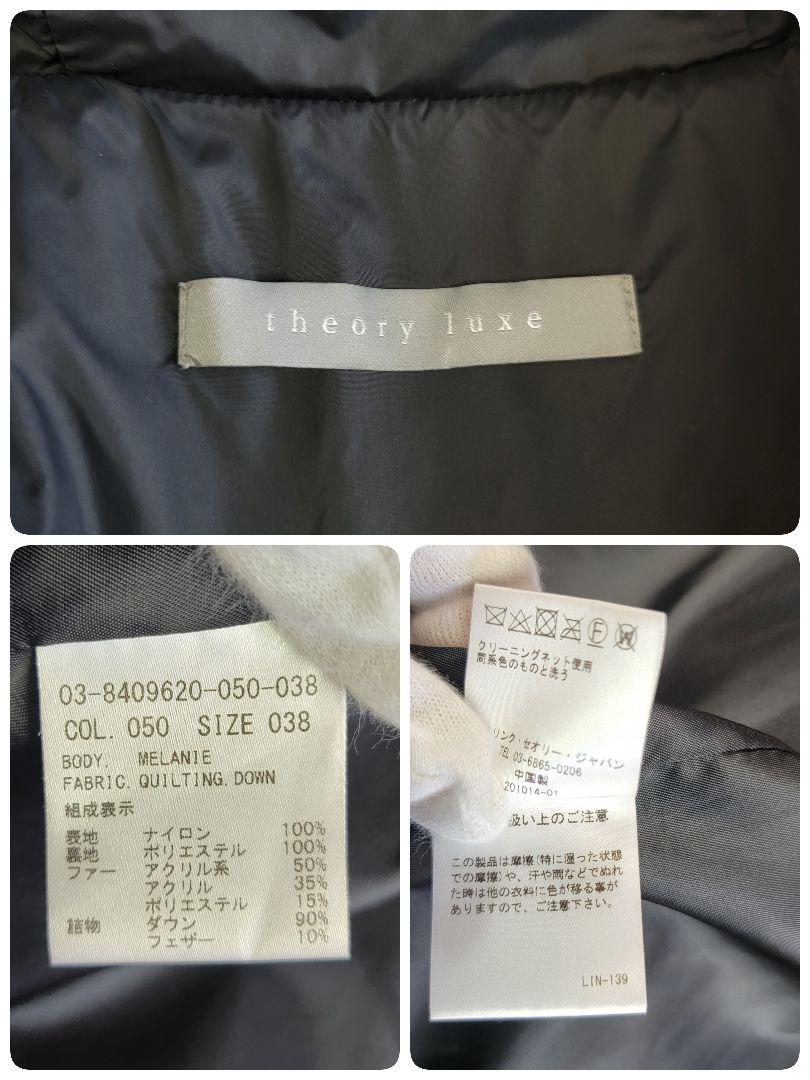 theory luxe
03-8409620-050-038
COL. 050 SIZE 038
BODY. MELANIE
FABRIC. QUILTING. DOWN
組成表示
表地 ナイロン 100%
裏地 ポリエステル 100%
ファー アクリル系 50%
アクリル 35%
ポリエステル 15%
詰物 ダウン 90%
フェザー 10%
F W
クリーニングネット使用
同系色のものと洗う
リンク・セオリー・ジャパン
TEL 03-6865-0206
中国製
201014-01
扱い上のご注意
この製品は摩擦(特に湿った状態
での摩擦)や、汗や雨などでぬれ
た時は他の衣料に色が移る事が
ありますので、ご注意下さい。
LIN-139